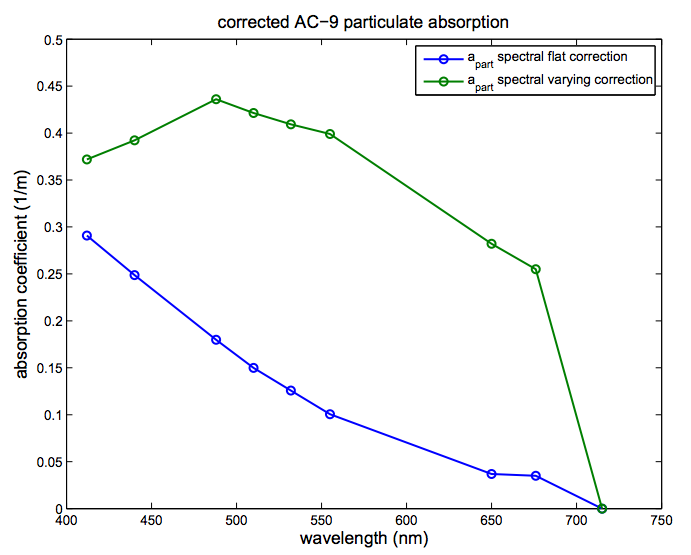 corrected AC−9 particulate absorption
a_part spectral flat correction
a_part spectral varying correction
absorption coefficient (1/m)
0.5
0.45
0.4
0.35
0.3
0.25
0.2
0.15
0.1
0.05
0
400 450 500 550 600 650 700 750
wavelength (nm)